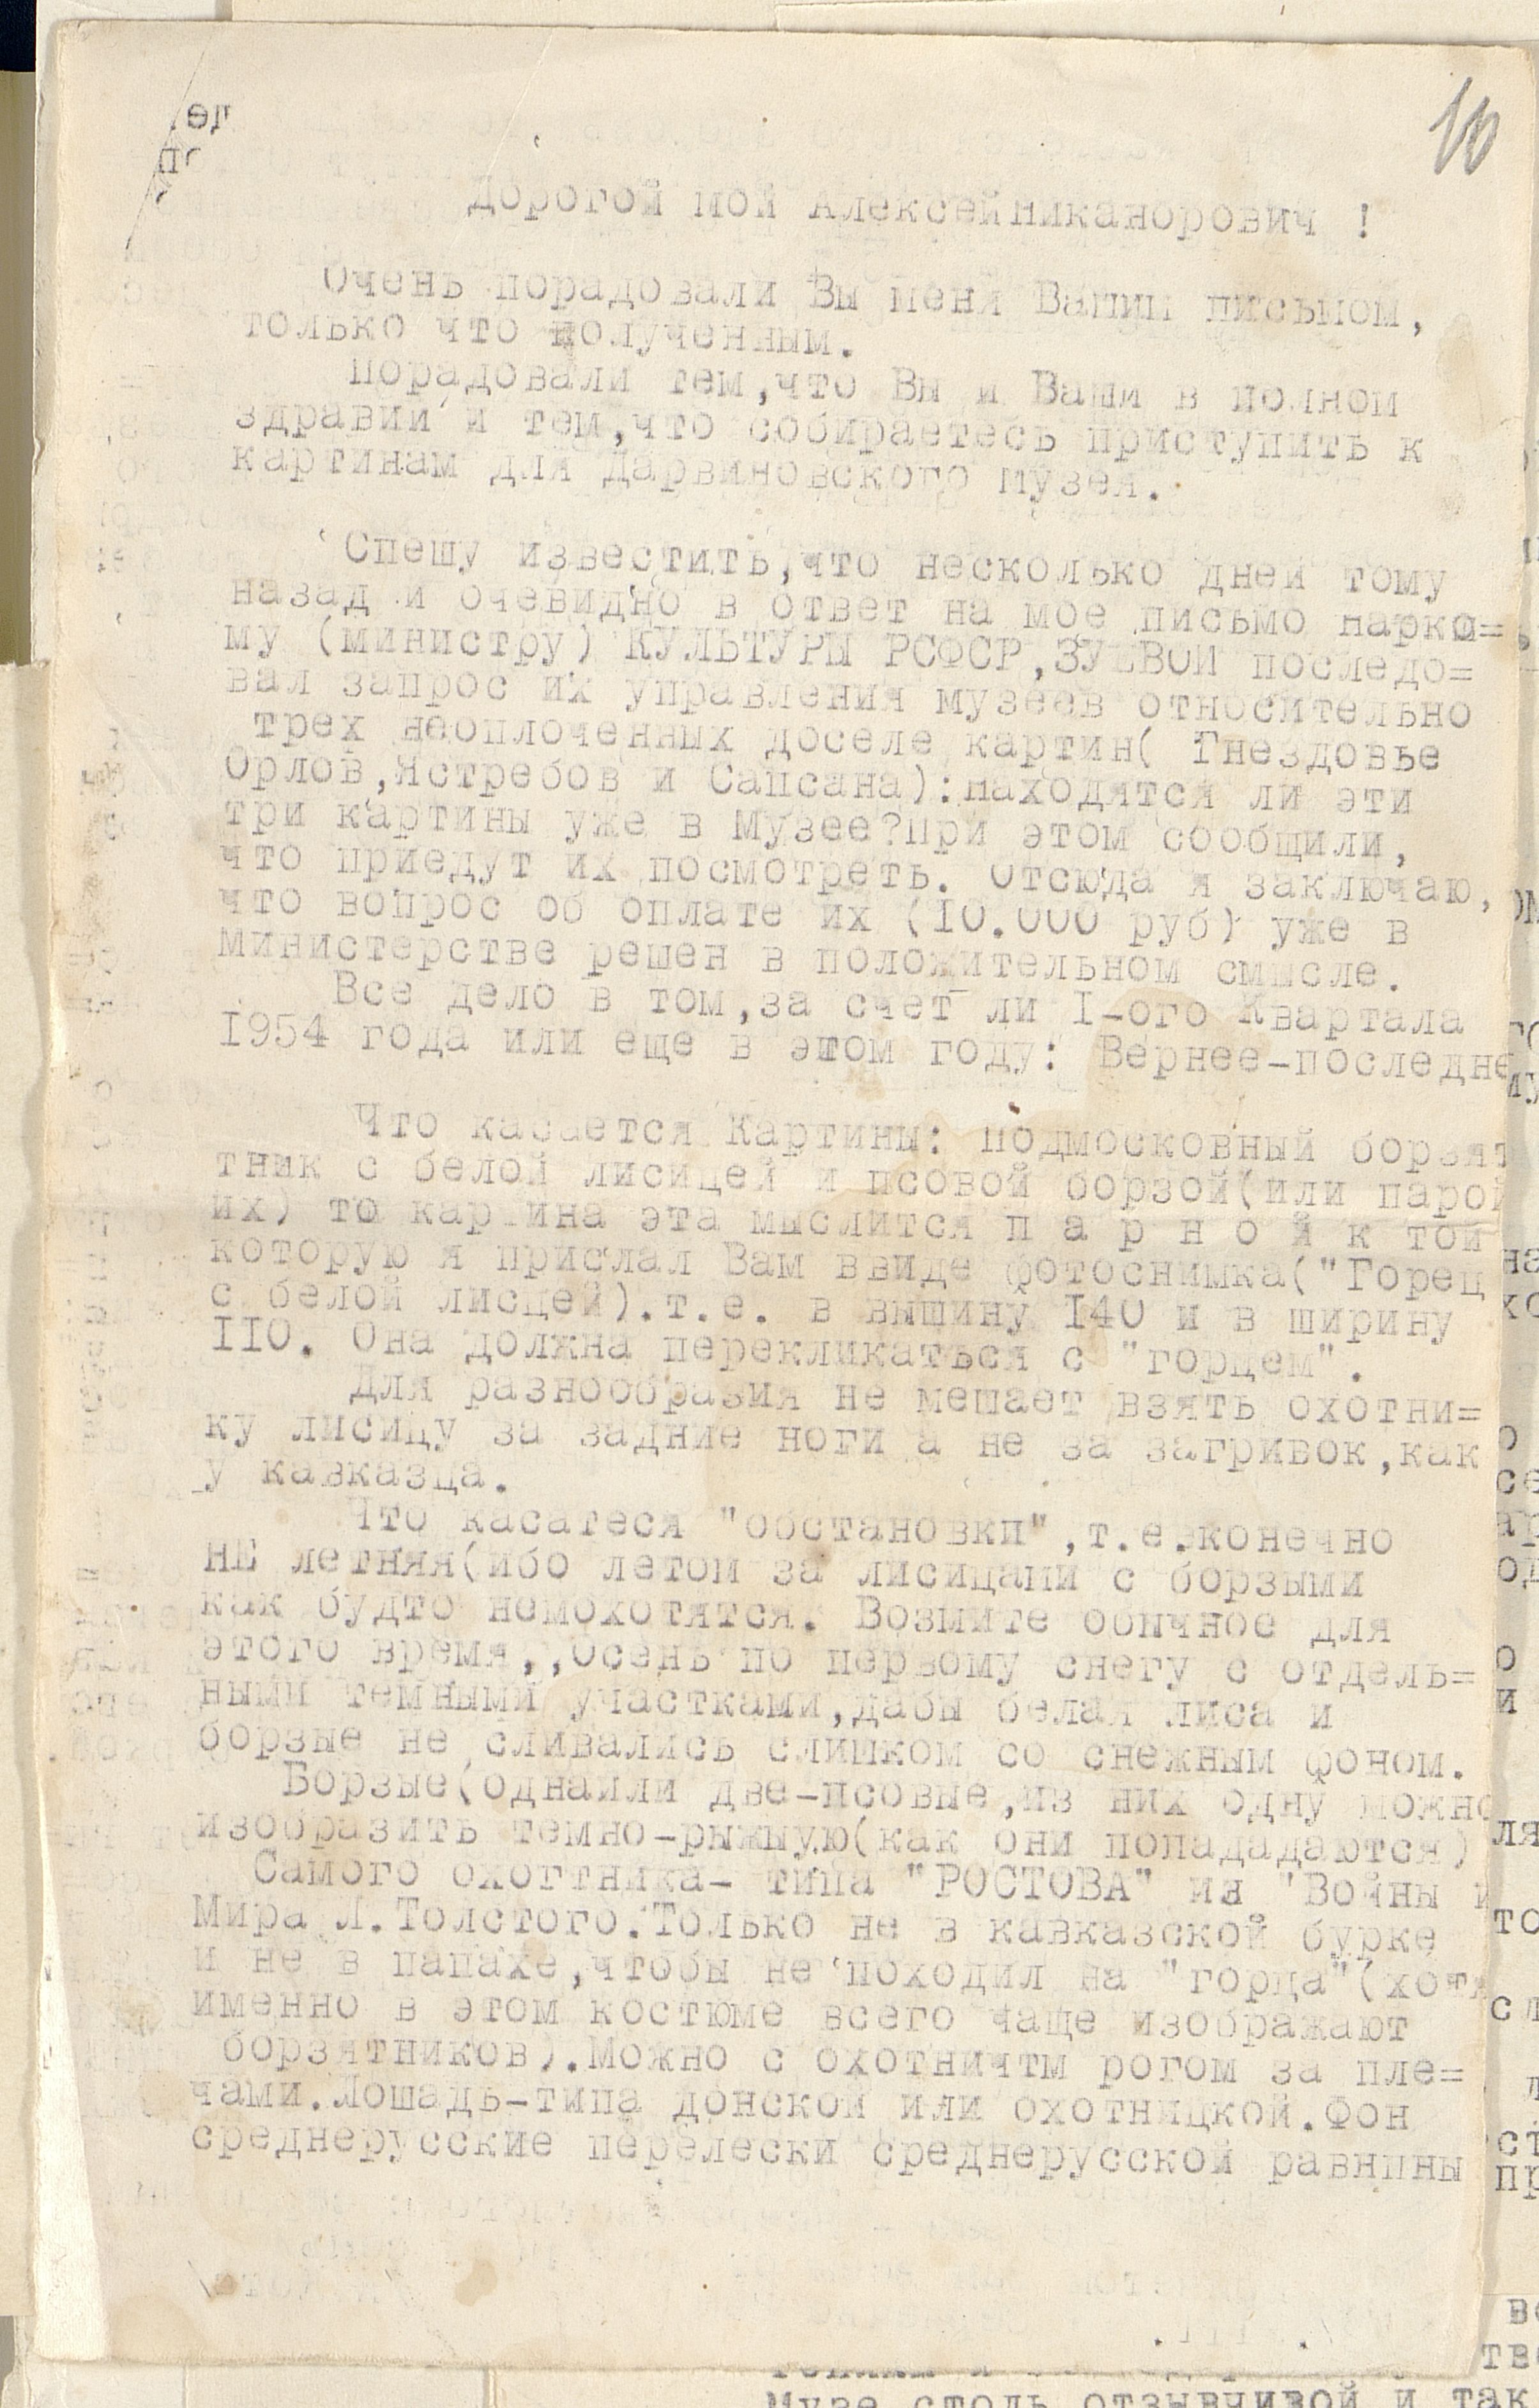 10
Дорогой мой Алексейниканорович !
Очень порадовали Вы меня Вашим письмом,
только что полученным.
Порадовали тем,что Вы и Ваши в полном
здравии и тем,что собираетесь приступить к
картинам для Дарвиновского Музея.
Спешу известить,что несколько дней тому
назад и очевидно в ответ на мое письмо нарко=
му (министру) КУЛЬТУРЫ РСФСР,ЗУЕВОЙ последо=
вал запрос их управления музеев относительно
трех неоплоченных доселе картин( Гнездовье
Орлов,Ястребов и Сапсана):находятся ли эти
три картины уже в Музее?При этом сообщили,
что приедут их посмотреть. Отсюда я заключаю,
что вопрос об оплате их (10.000 руб) уже в
министерстве решен в положительном смысле.
Все дело в том,за счет ли I-ого Квартала
1954 года или еще в этом году: Вернее-последне
Что касается Картины: подмосковный борзят
тник с белой лисицей и псовой борзой(или парой
их) то картина эта мыслится п а р н о й к той
которую я прислал Вам ввиде фотоснимка("Горец
с белой лисцей).т.е. в вышину 140 и в ширину
110. Она должна перекликаться с "горцем".
Для разнообразия не мешает взять охотни=
ку лисицу за задние ноги а не за загривок,как
у кавказца.
Что касатеся "обстановки",т.е.конечно
НЕ летняя(ибо летом за лисицами с борзыми
как будто немохотятся. Возмите обычное для
этого время,,осень по первому снегу с отдель=
ными темными участками,дабы белая лиса и
борзые не сливались слишком со снежным фоном.
Борзые(однаили две-псовые,из них одну можно
изобразить темно-рыжную(как они попададаются)
Самого охогтника- типа "РОСТОВА" из "Войны и
Мира Л.Толстого.Только не в кавказской бурке
и не в папахе,чтобы не походил на "горца"(хотя
именно в этом костюме всего чаще изображают
борзятников).Можно с охотничтм рогом за пле=
чами.Лошадь-типа донской или охотницкой.Фон
среднерусские перелески среднерусской равнины